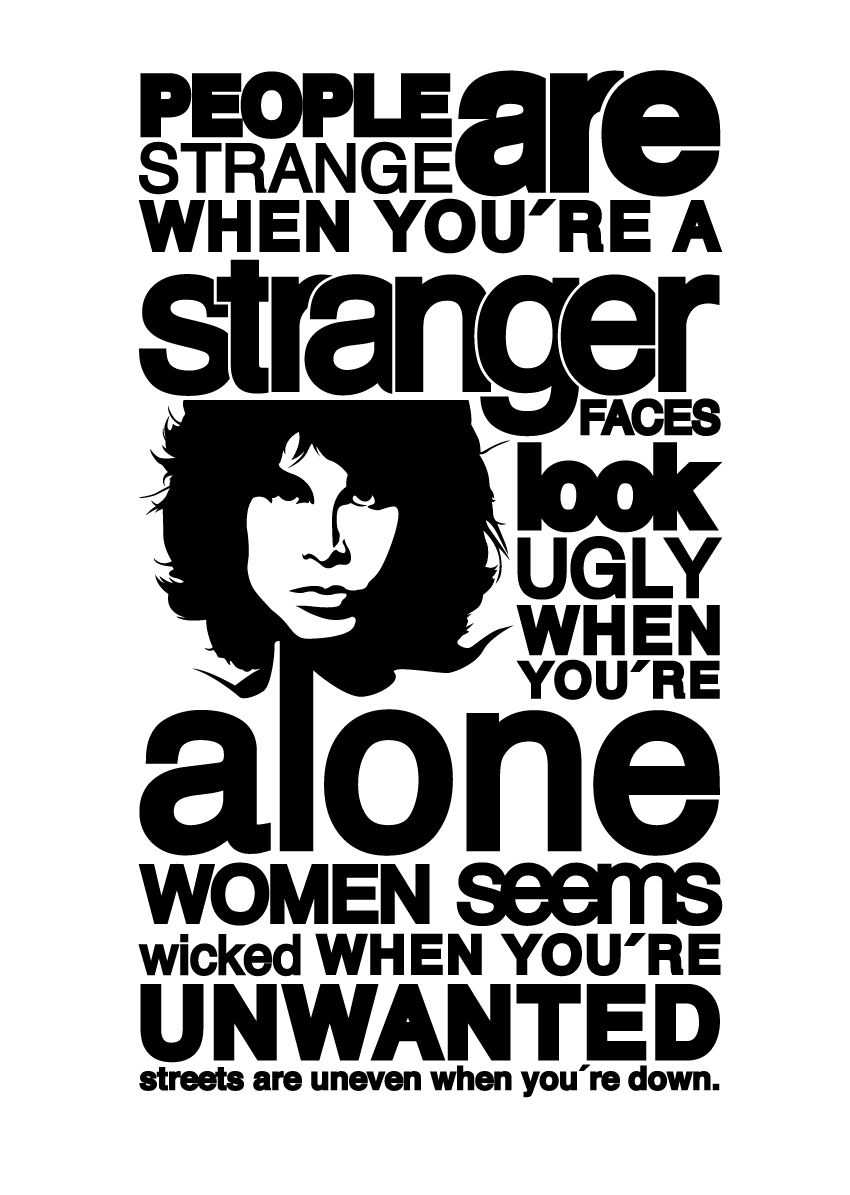 PEOPLE are
STRANGE
WHEN YOU´RE A
stranger
FACES
look
UGLY
WHEN
YOU´RE
alone
WOMEN seems
wicked WHEN YOU´RE
UNWANTED
streets are uneven when you´re down.